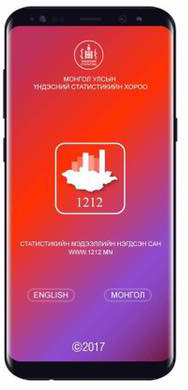 МОНГОЛ УЛСЫН
ҮНДЭСНИЙ СТАТИСТИКИЙН ХОРОО
1212
СТАТИСТИКИЙН МЭДЭЭЛЛИЙН НЭГДСЭН САН
WWW.1212.MN
ENGLISH
МОНГОЛ
©2017